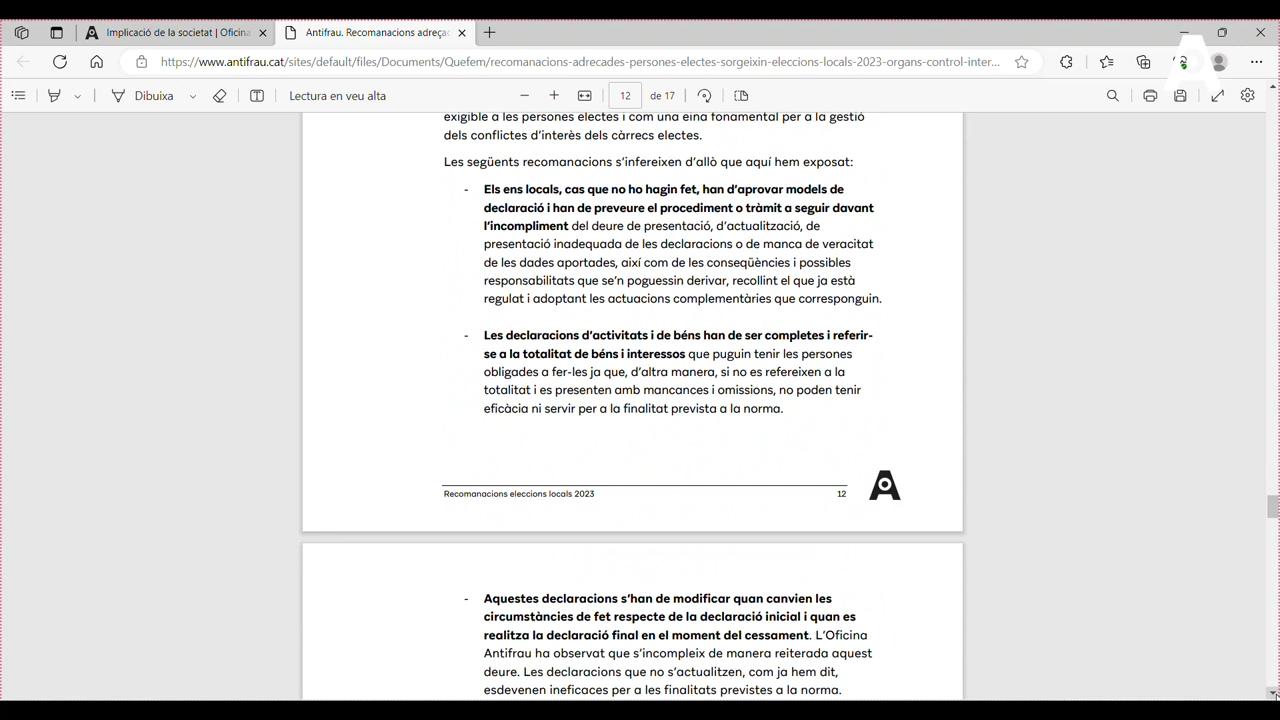 Implicació de la societat | Oficina
Antifrau. Recomanacions adreça
https://www.antifrau.cat/sites/default/files/Documents/Quefem/recomanacions-adrecades-persones-electes-sorgeixin-eleccions-locals-2023-organs-control-inter...
Dibuixa
Lectura en veu alta
12
de 17
exigible a les persones electes i com una eina fonamental per a la gestió
dels conflictes d'interès dels càrrecs electes.
Les següents recomanacions s'infereixen d'allò que aquí hem exposat:
- Els ens locals, cas que no ho hagin fet, han d'aprovar models de
declaració i han de preveure el procediment o tràmit a seguir davant
l'incompliment del deure de presentació, d'actualització, de
presentació inadequada de les declaracions o de manca de veracitat
de les dades aportades, així com de les conseqüències i possibles
responsabilitats que se'n poguessin derivar, recollint el que ja està
regulat i adoptant les actuacions complementàries que corresponguin.
- Les declaracions d'activitats i de béns han de ser completes i referir-
se a la totalitat de béns i interessos que puguin tenir les persones
obligades a fer-les ja que, d'altra manera, si no es refereixen a la
totalitat i es presenten amb mancances i omissions, no poden tenir
eficàcia ni servir per a la finalitat prevista a la norma.
Recomanacions eleccions locals 2023
12
- Aquestes declaracions s'han de modificar quan canvien les
circumstàncies de fet respecte de la declaració inicial i quan es
realitza la declaració final en el moment del cessament. L'Oficina
Antifrau ha observat que s'incompleix de manera reiterada aquest
deure. Les declaracions que no s'actualitzen, com ja hem dit,
esdevenen ineficaces per a les finalitats previstes a la norma.